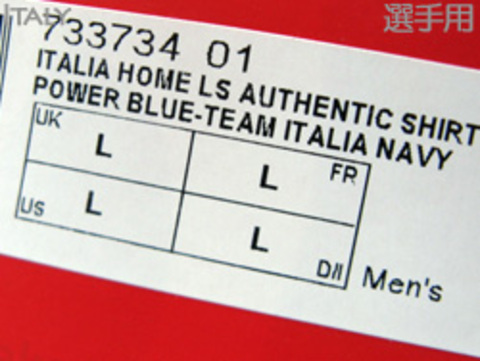 ITALY 選手用
733734 01
ITALIA HOME LS AUTHENTIC SHIRT
POWER BLUE-TEAM ITALIA NAVY
UK L L FR
US L L D/I
Men's